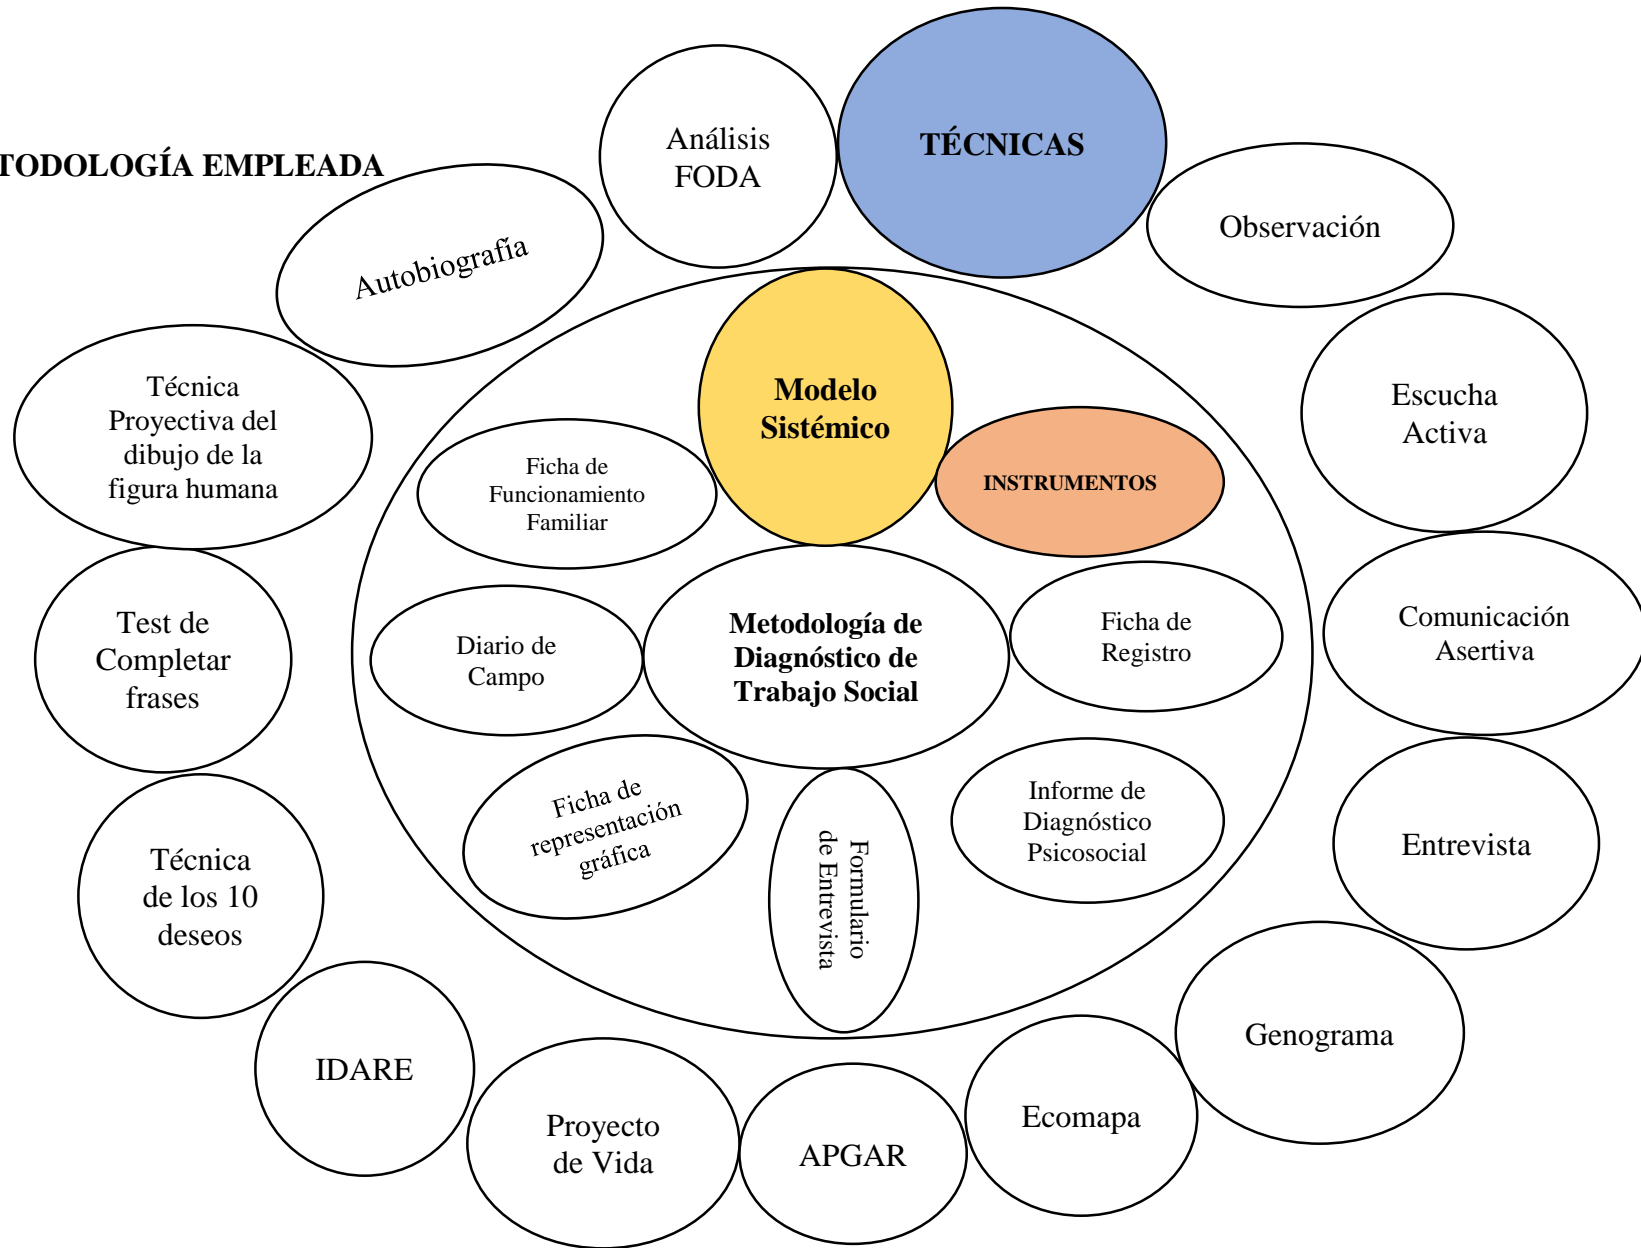 TODOLOGÍA EMPLEADA
Análisis
FODA
TÉCNICAS
Observación
Autobiografía
Escucha
Activa
Técnica
Proyectiva del
dibujo de la
figura humana
Modelo
Sistémico
INSTRUMENTOS
Ficha de
Funcionamiento
Familiar
Comunicación
Asertiva
Test de
Completar
frases
Diario de
Campo
Metodología de
Diagnóstico de
Trabajo Social
Ficha de
Registro
Ficha de
representación
gráfica
Formulario
de Entrevista
Informe de
Diagnóstico
Psicosocial
Entrevista
Técnica
de los 10
deseos
Genograma
IDARE
Proyecto
de Vida
APGAR
Ecomapa